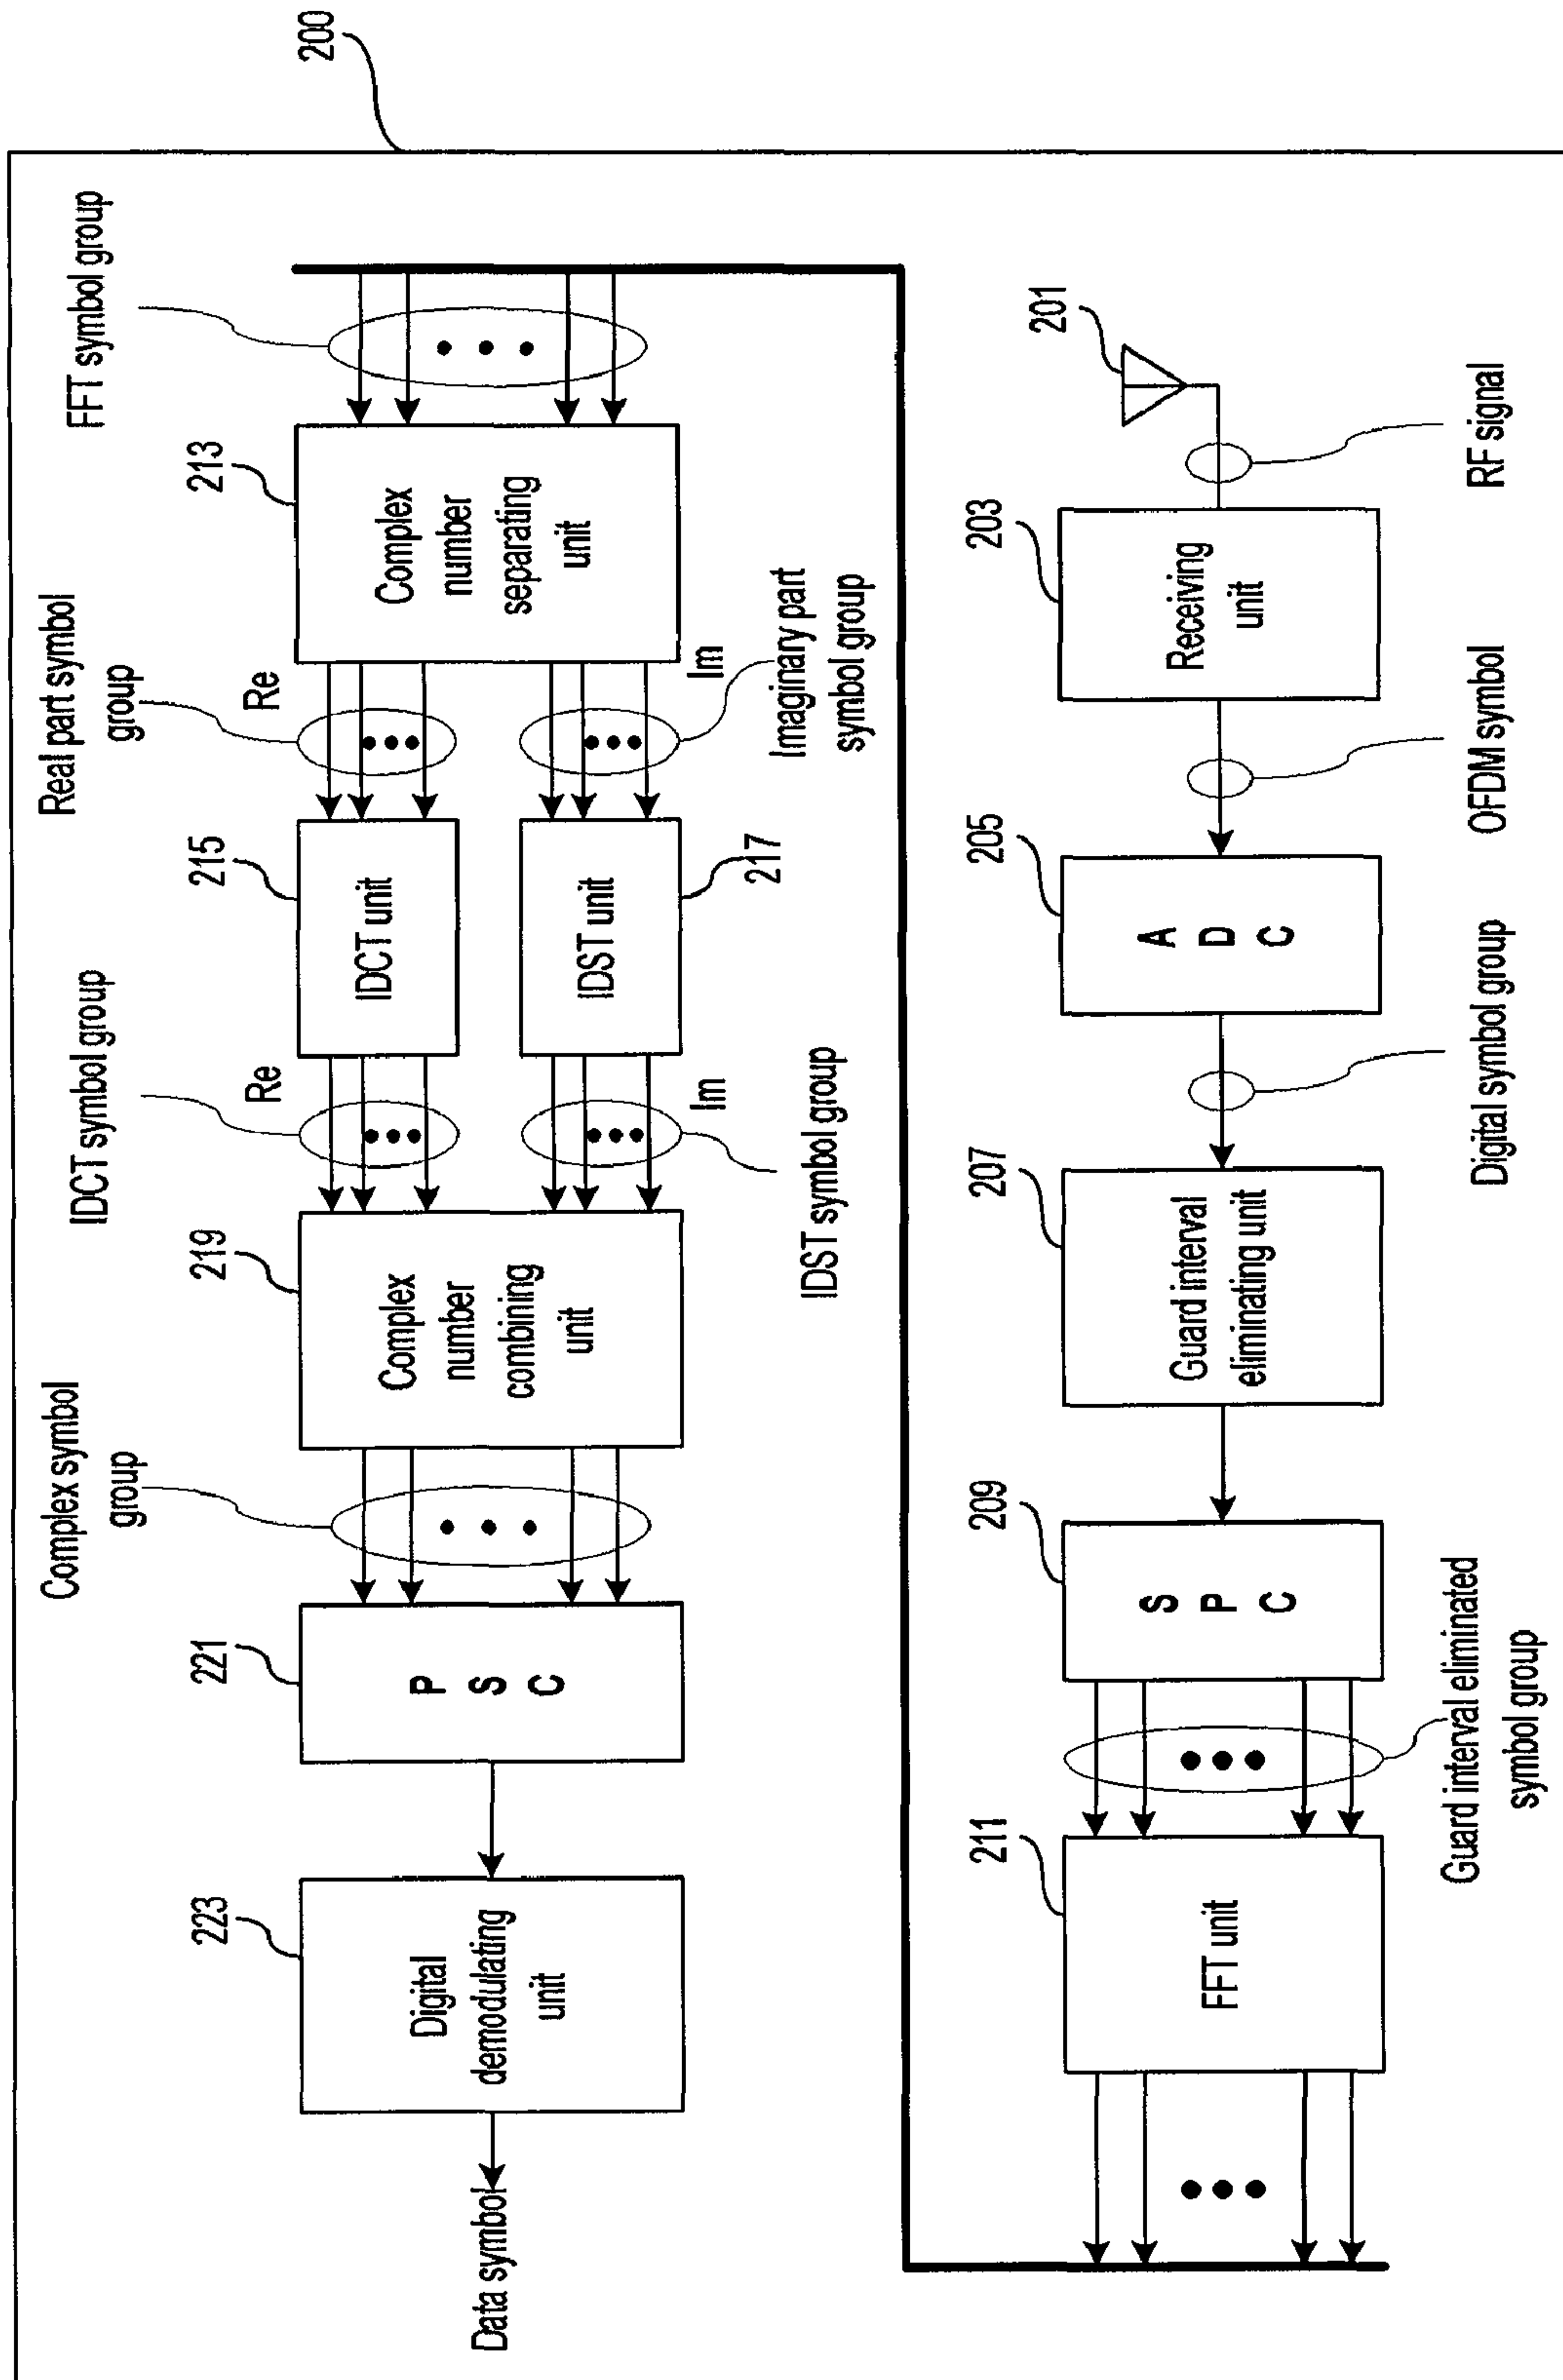 200
FFT symbol group
213
Complex
number
separating
unit
Real part symbol
group
Re
Im
Imaginary part
symbol group
215
IDCT unit
217
IDST unit
IDCT symbol group
Re
Im
IDST symbol group
219
Complex
number
combining
unit
Complex symbol
group
221
P
S
C
223
Digital
demodulating
unit
Data symbol
201
RF signal
203
Receiving
unit
OFDM symbol
205
A
D
C
Digital symbol group
207
Guard interval
eliminating unit
209
S
P
C
Guard interval eliminated
symbol group
211
FFT unit